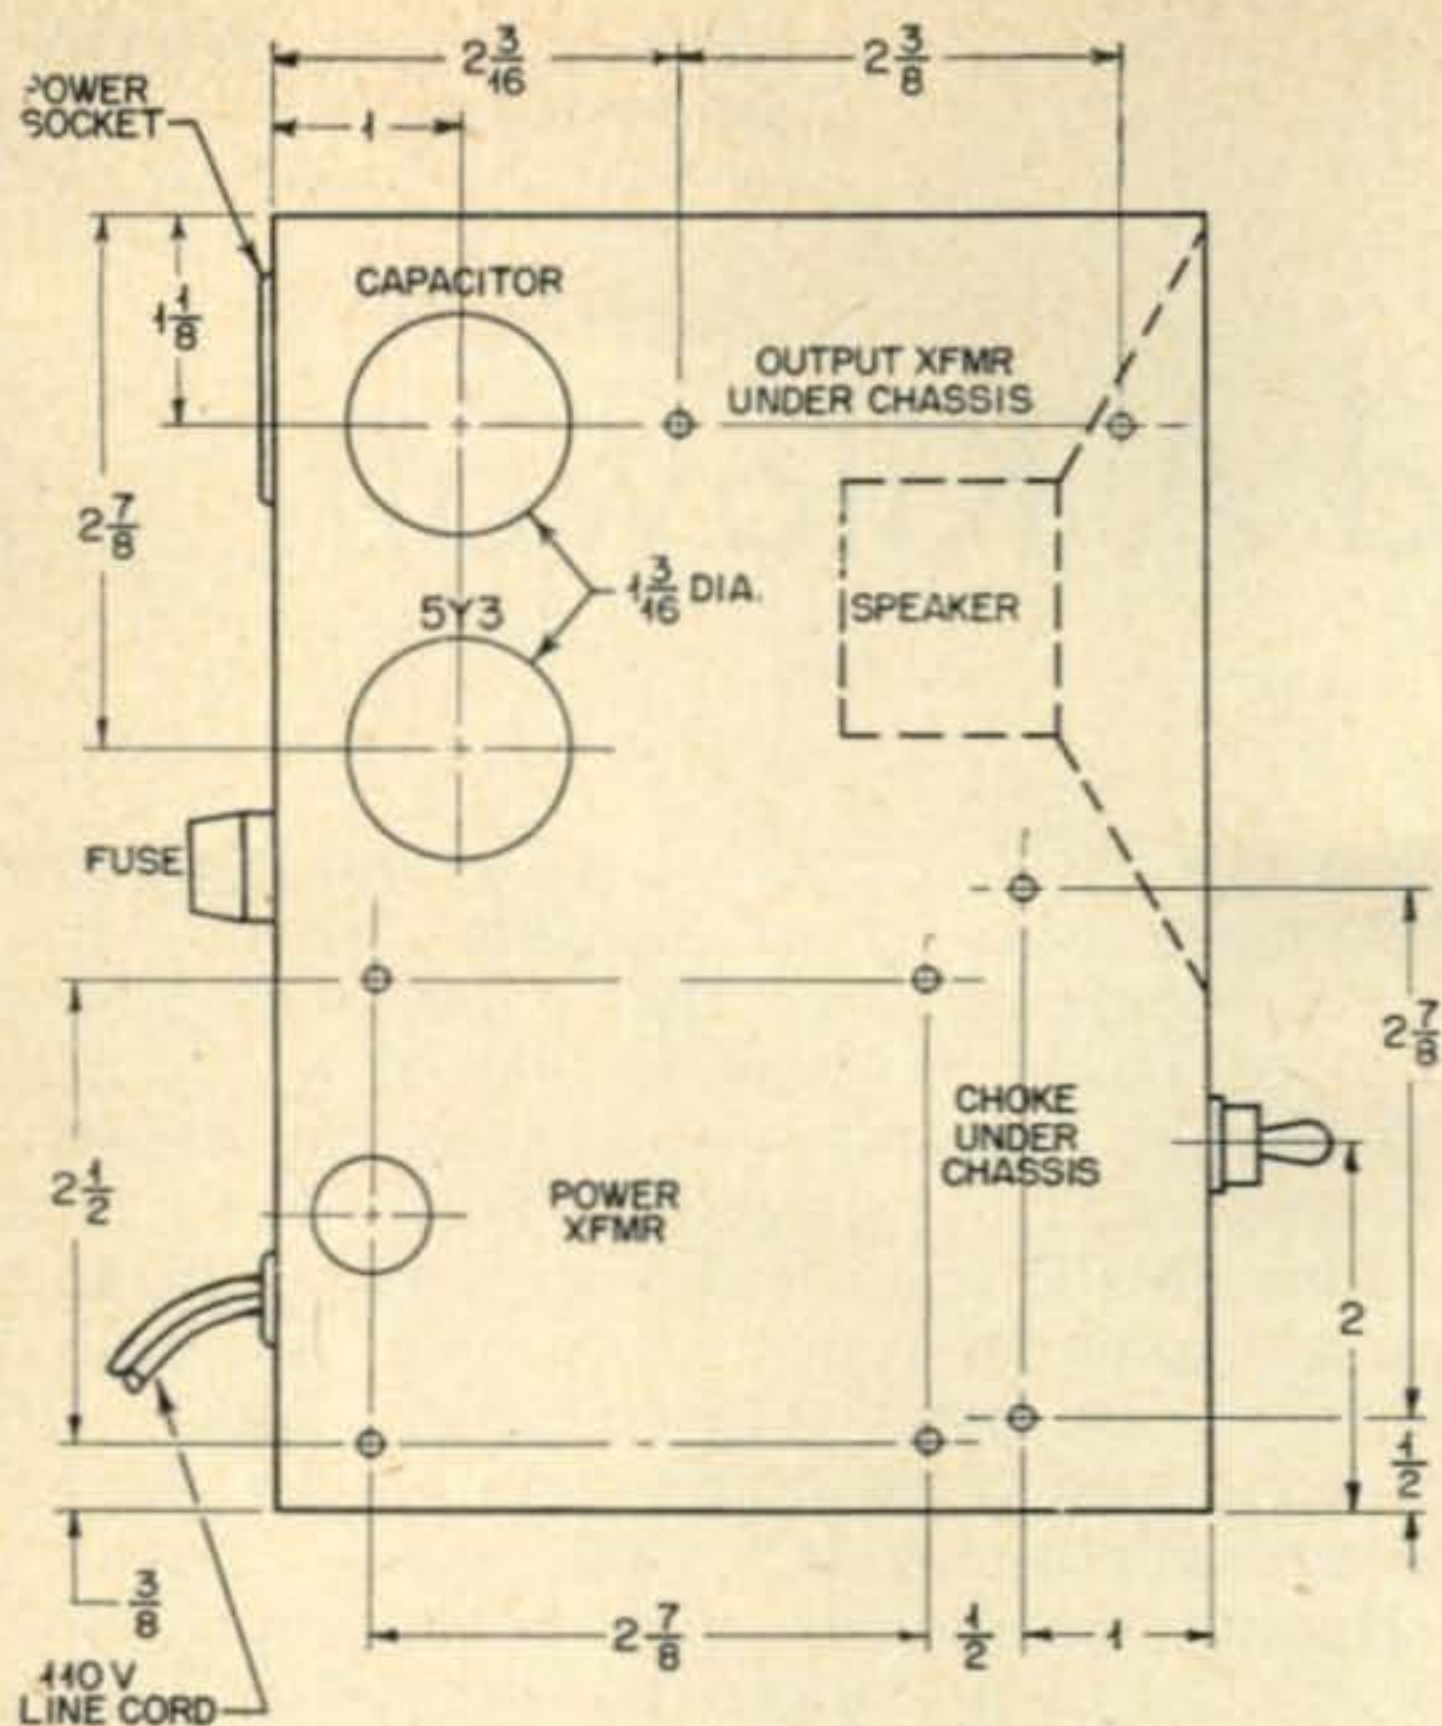 2 3/16
2 3/8
POWER
SOCKET
1
CAPACITOR
1 1/8
OUTPUT XFMR
UNDER CHASSIS
2 7/8
1 3/16 DIA.
5Y3
SPEAKER
FUSE
2 7/8
CHOKE
UNDER
CHASSIS
2 1/2
POWER
XFMR
2
1/2
3/8
2 7/8
1/2
1
110 V
LINE CORD